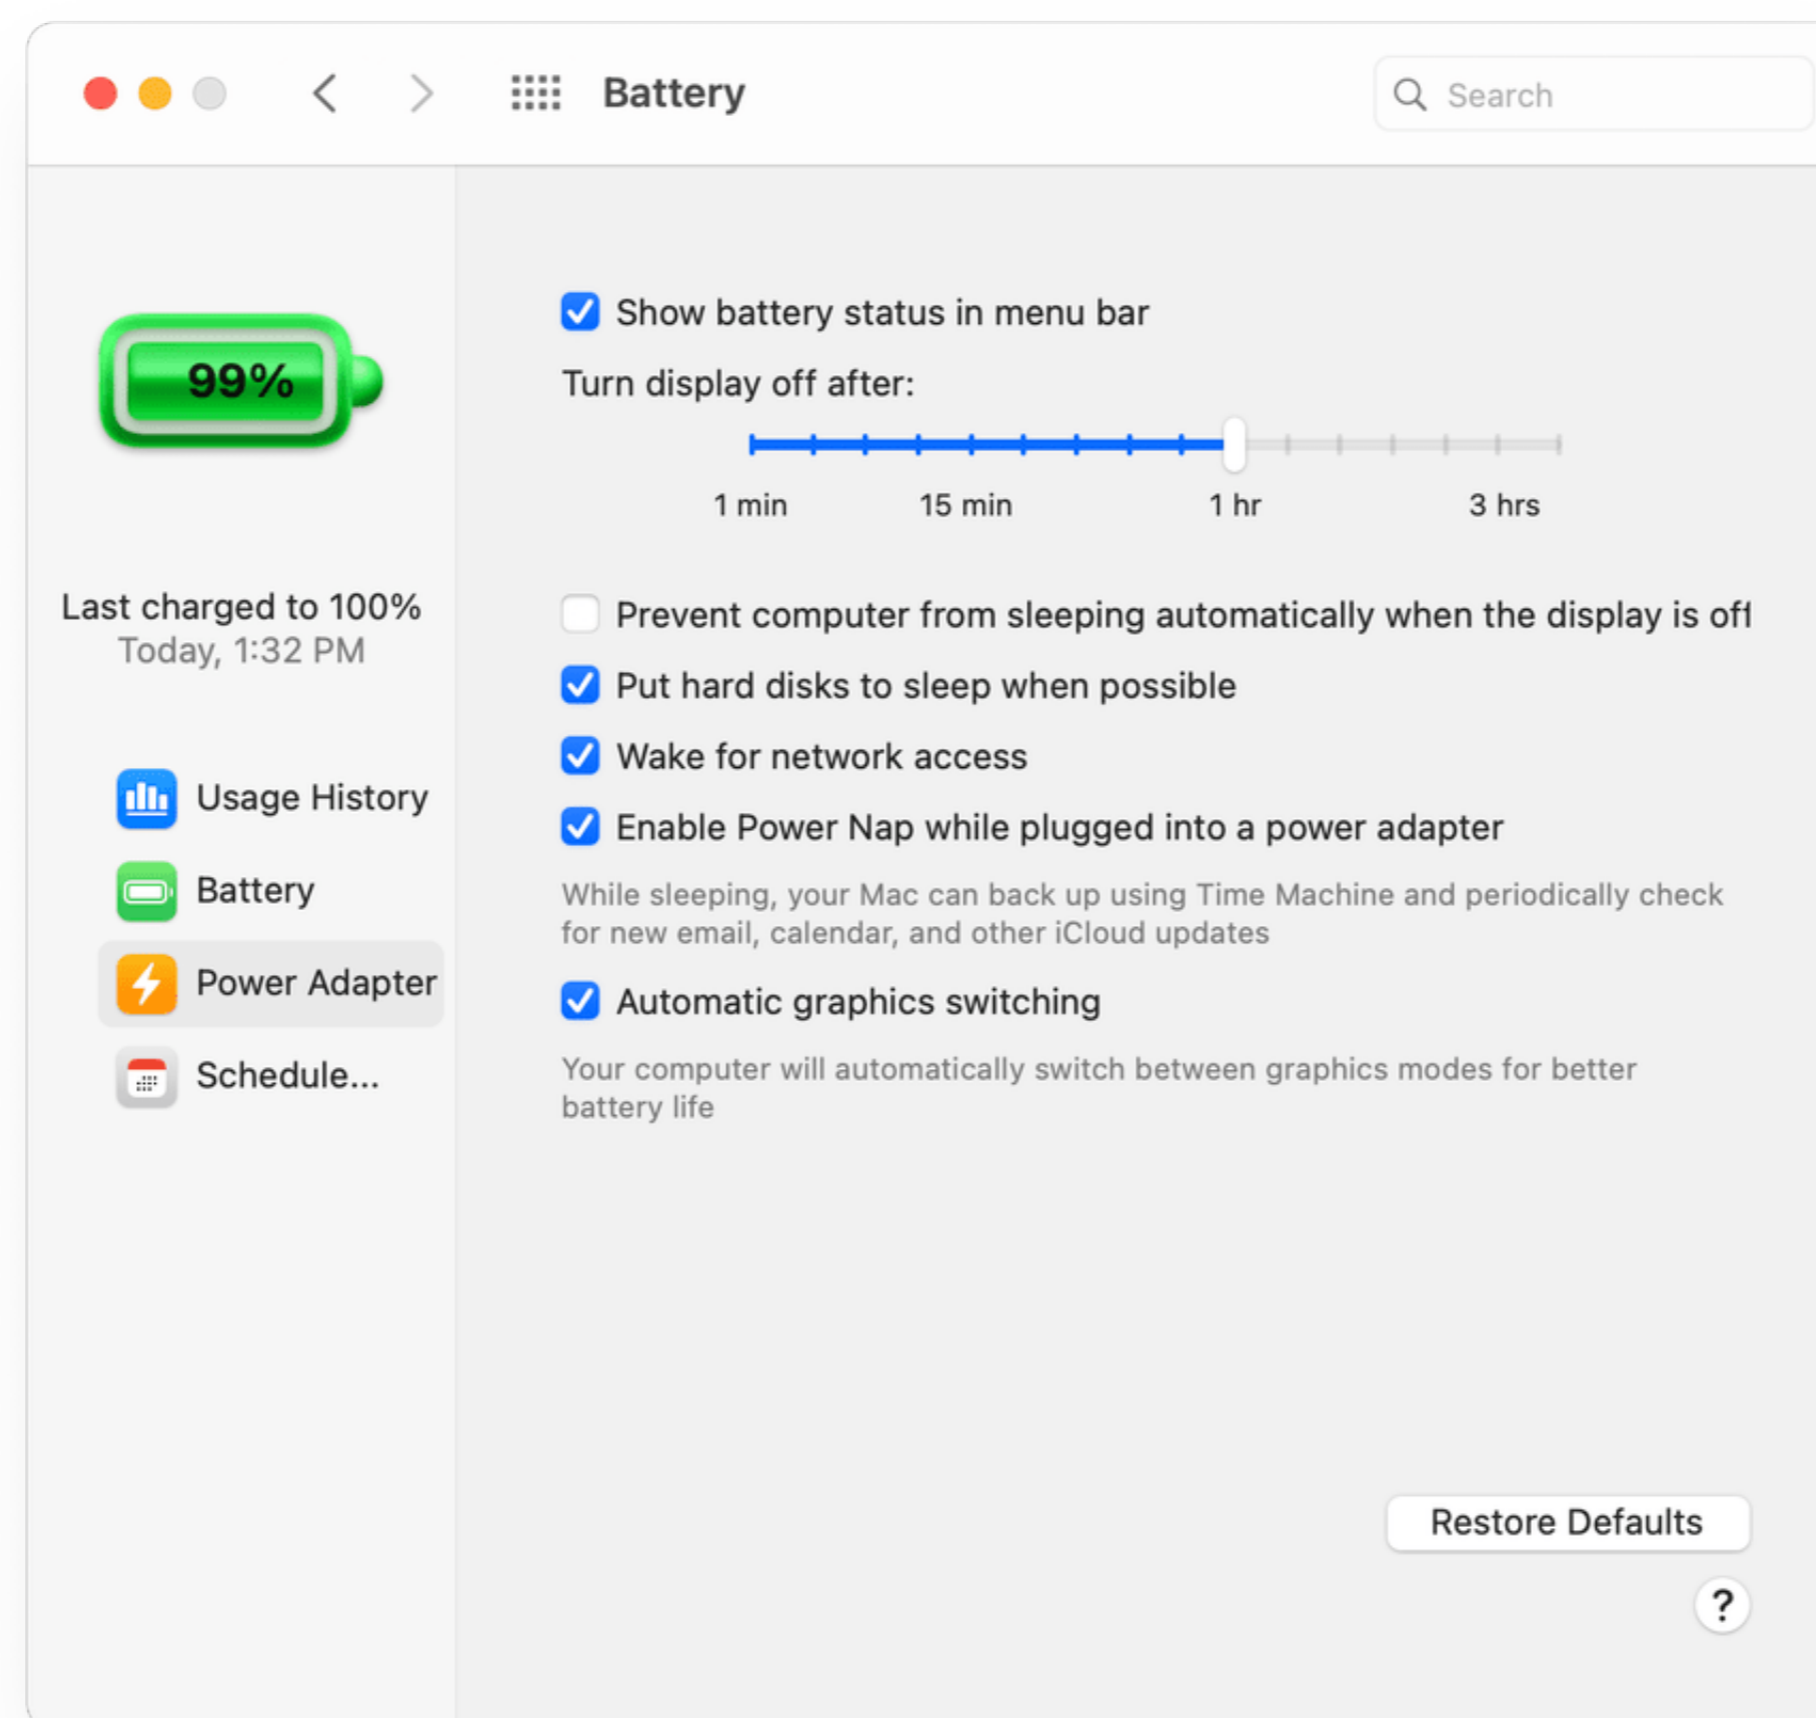 Battery
Search
99%
Last charged to 100%
Today, 1:32 PM
Usage History
Battery
Power Adapter
Schedule...
Show battery status in menu bar
Turn display off after:
1 min 15 min 1 hr 3 hrs
Prevent computer from sleeping automatically when the display is off
Put hard disks to sleep when possible
Wake for network access
Enable Power Nap while plugged into a power adapter
While sleeping, your Mac can back up using Time Machine and periodically check
for new email, calendar, and other iCloud updates
Automatic graphics switching
Your computer will automatically switch between graphics modes for better
battery life
Restore Defaults
?